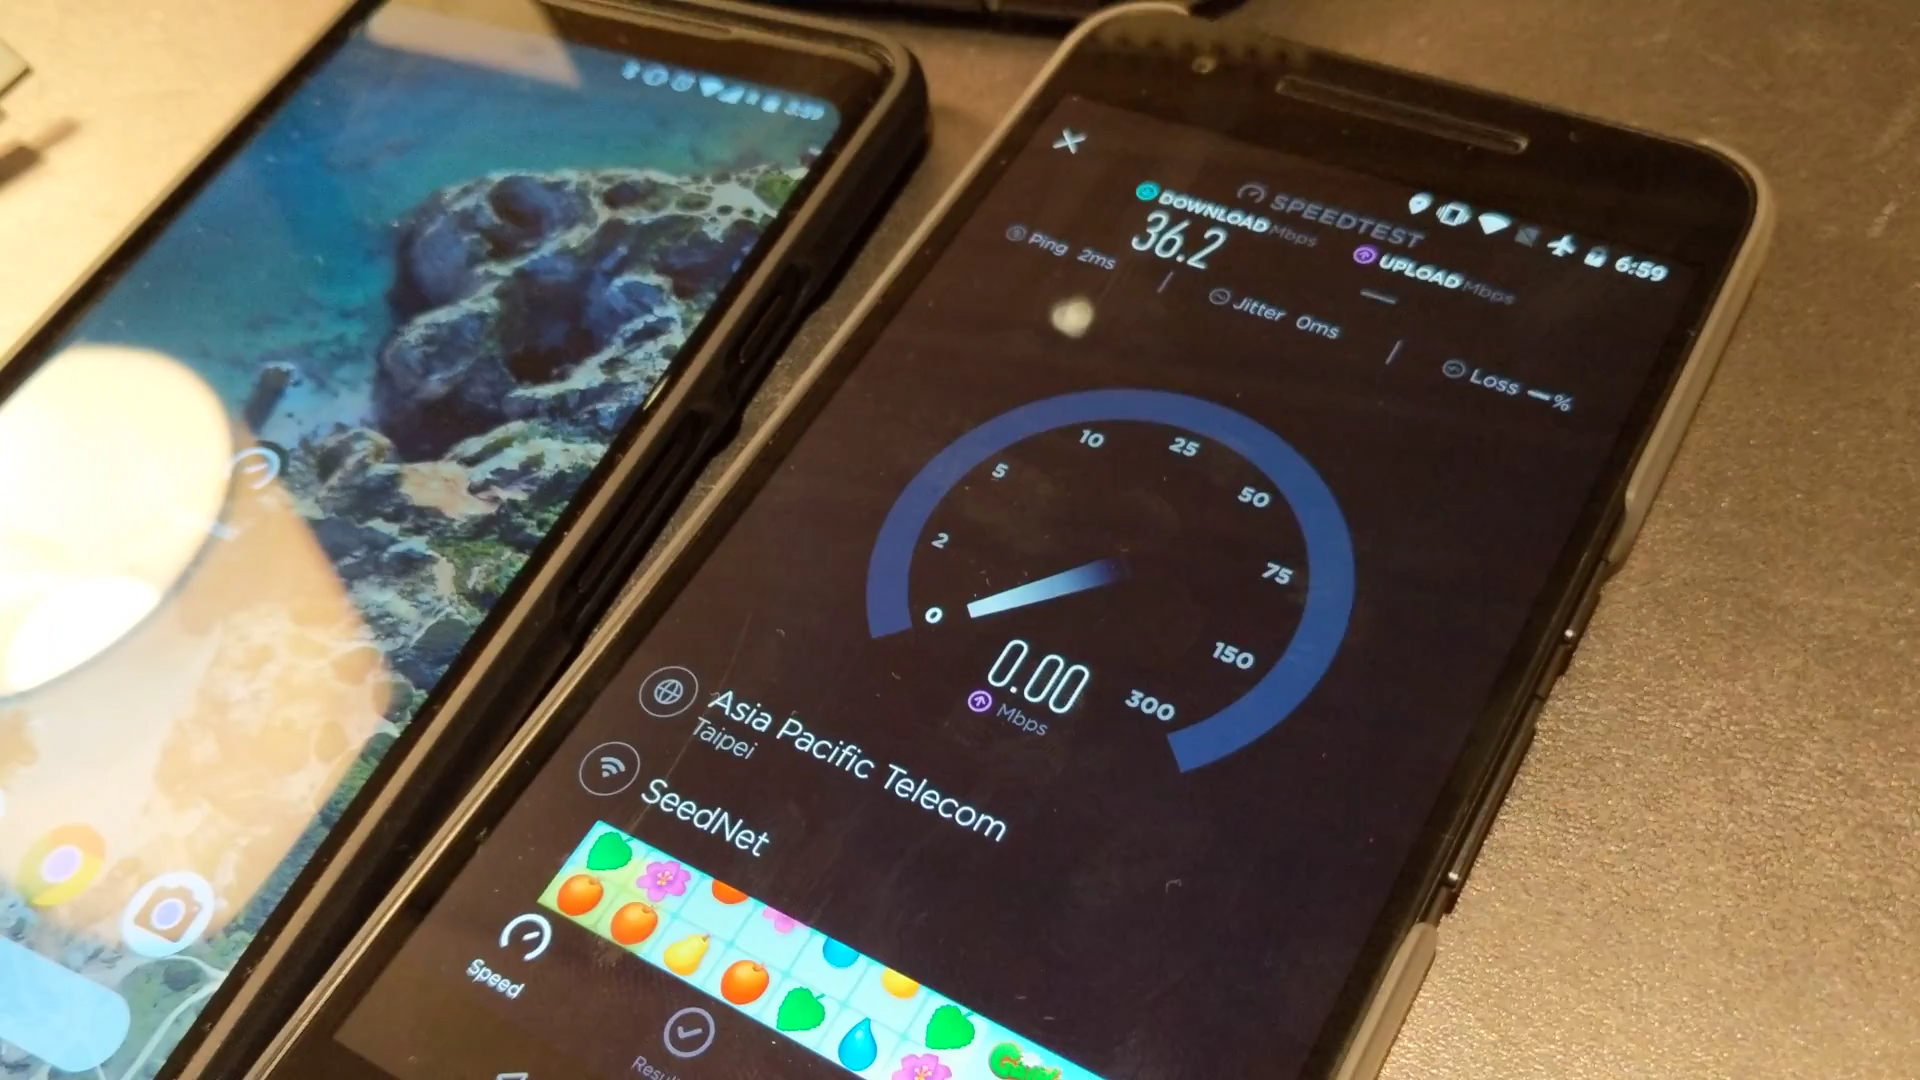 SPEEDTEST
6:59
DOWNLOAD Mbps
36.2
UPLOAD Mbps
—
Ping 2ms
Jitter 0ms
Loss — %
0
2
5
10
25
50
75
150
300
0.00
Mbps
Asia Pacific Telecom
Taipei
SeedNet
Speed